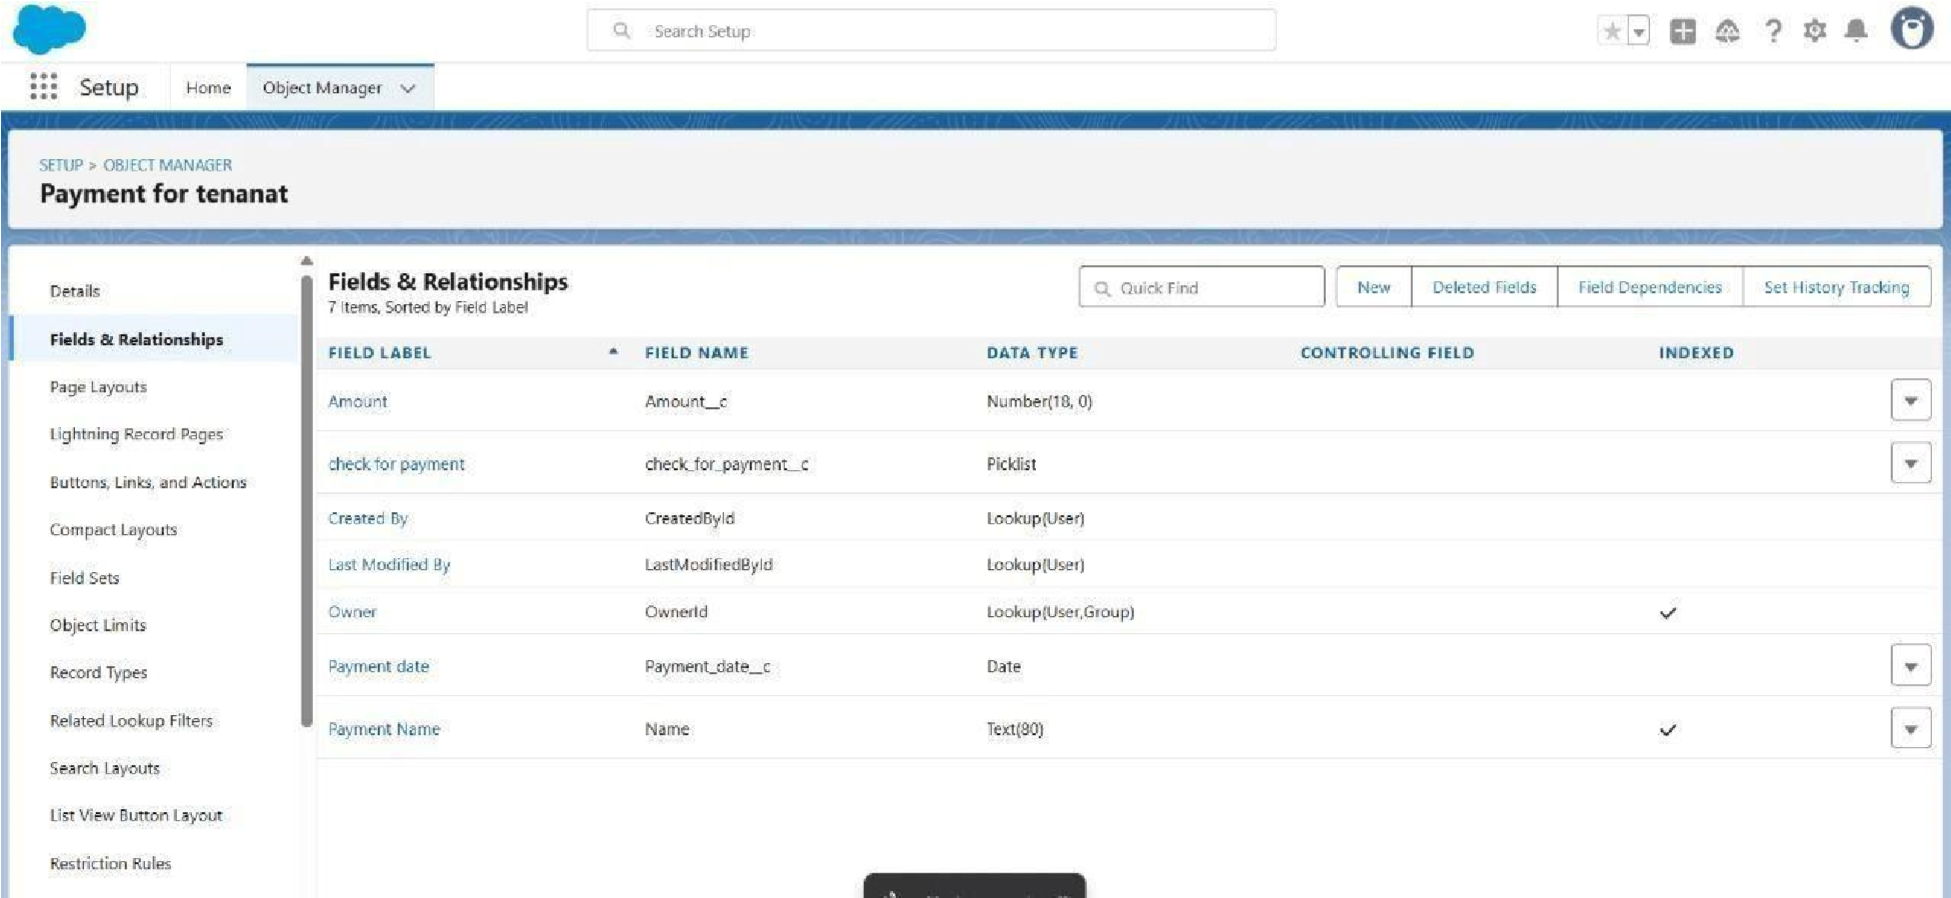 Search Setup
Setup Home Object Manager
SETUP > OBJECT MANAGER
Payment for tenanat
Details
Fields & Relationships
Page Layouts
Lightning Record Pages
Buttons, Links, and Actions
Compact Layouts
Field Sets
Object Limits
Record Types
Related Lookup Filters
Search Layouts
List View Button Layout
Restriction Rules
Fields & Relationships
7 Items, Sorted by Field Label
Quick Find New Deleted Fields Field Dependencies Set History Tracking
FIELD LABEL FIELD NAME DATA TYPE CONTROLLING FIELD INDEXED
Amount Amount__c Number(18, 0)
check for payment check_for_payment__c Picklist
Created By CreatedById Lookup(User)
Last Modified By LastModifiedById Lookup(User)
Owner OwnerId Lookup(User,Group)
Payment date Payment_date__c Date
Payment Name Name Text(80)